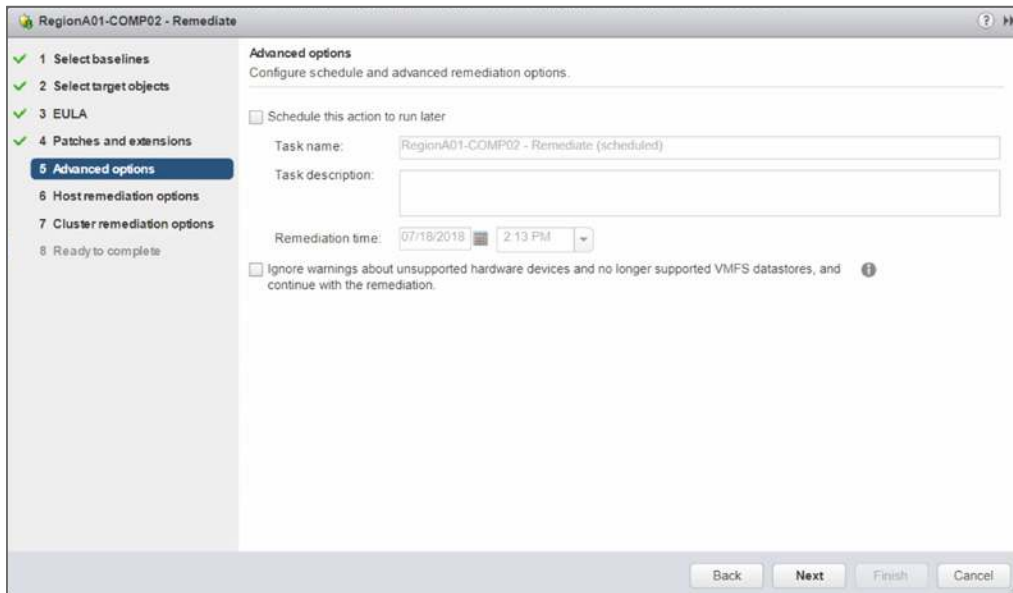 RegionA01-COMP02 - Remediate
1 Select baselines
2 Select target objects
3 EULA
4 Patches and extensions
5 Advanced options
6 Host remediation options
7 Cluster remediation options
8 Ready to complete
Advanced options
Configure schedule and advanced remediation options.
Schedule this action to run later
Task name: RegionA01-COMP02 - Remediate (scheduled)
Task description:
Remediation time: 07/18/2018 2:13 PM
Ignore warnings about unsupported hardware devices and no longer supported VMFS datastores, and
continue with the remediation.
Back Next Finish Cancel